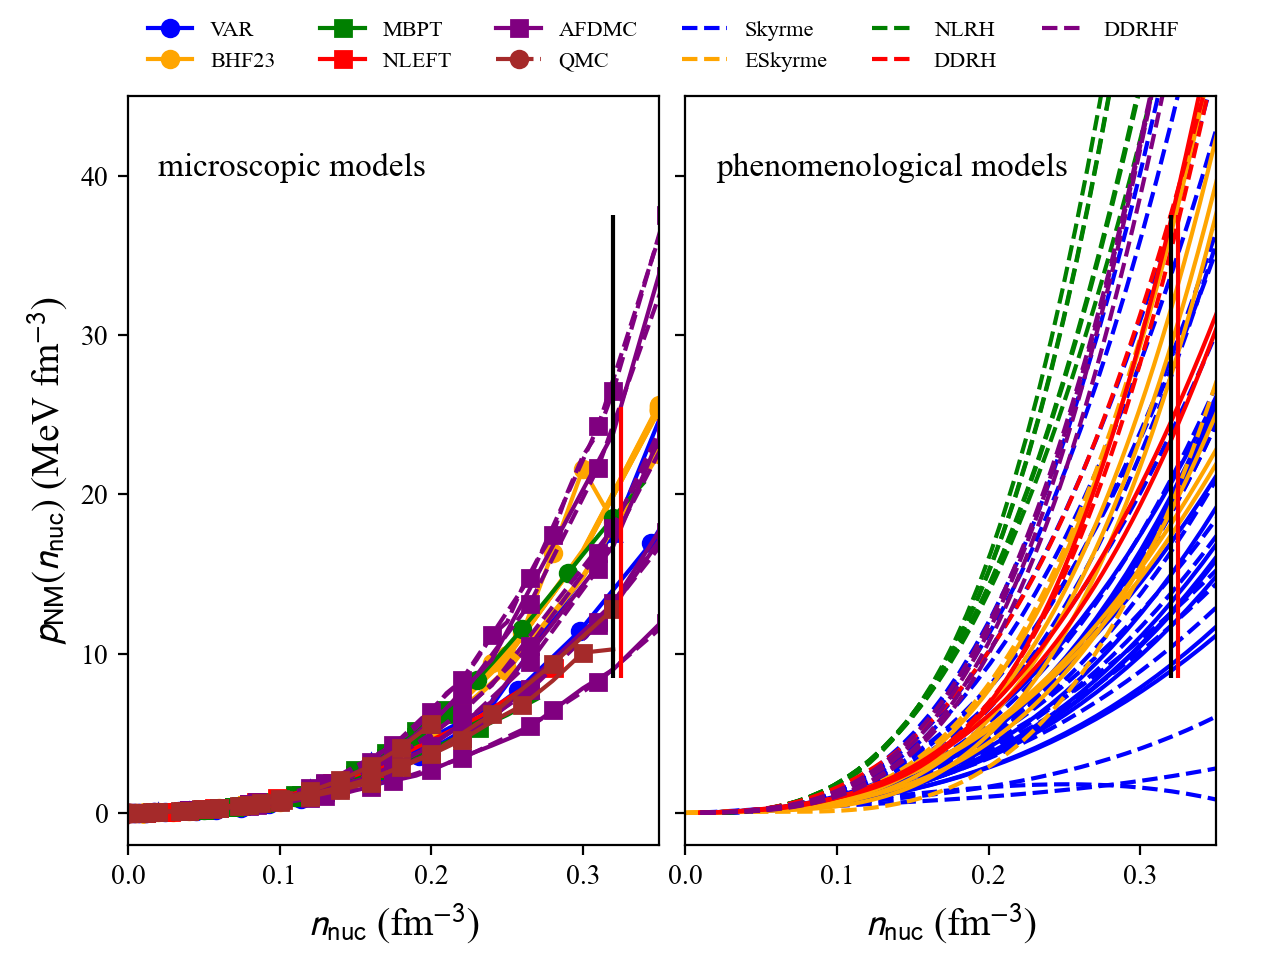 VAR MBPT AFDMC Skyrme NLRH DDRHF
BHF23 NLEFT QMC ESkyrme DDRH
microscopic models
phenomenological models
p_NM(n_nuc) (MeV fm⁻³)
40
30
20
10
0
0.0 0.1 0.2 0.3
0.0 0.1 0.2 0.3
n_nuc (fm⁻³)
n_nuc (fm⁻³)